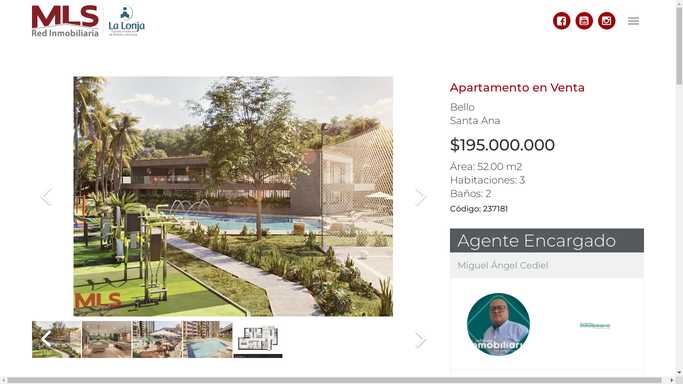 MLS
Red Inmobiliaria
La Lonja
Apartamento en Venta
Bello
Santa Ana
$195.000.000
Área: 52.00 m2
Habitaciones: 3
Baños: 2
Código: 237181
Agente Encargado
Miguel Ángel Cediel
MLS